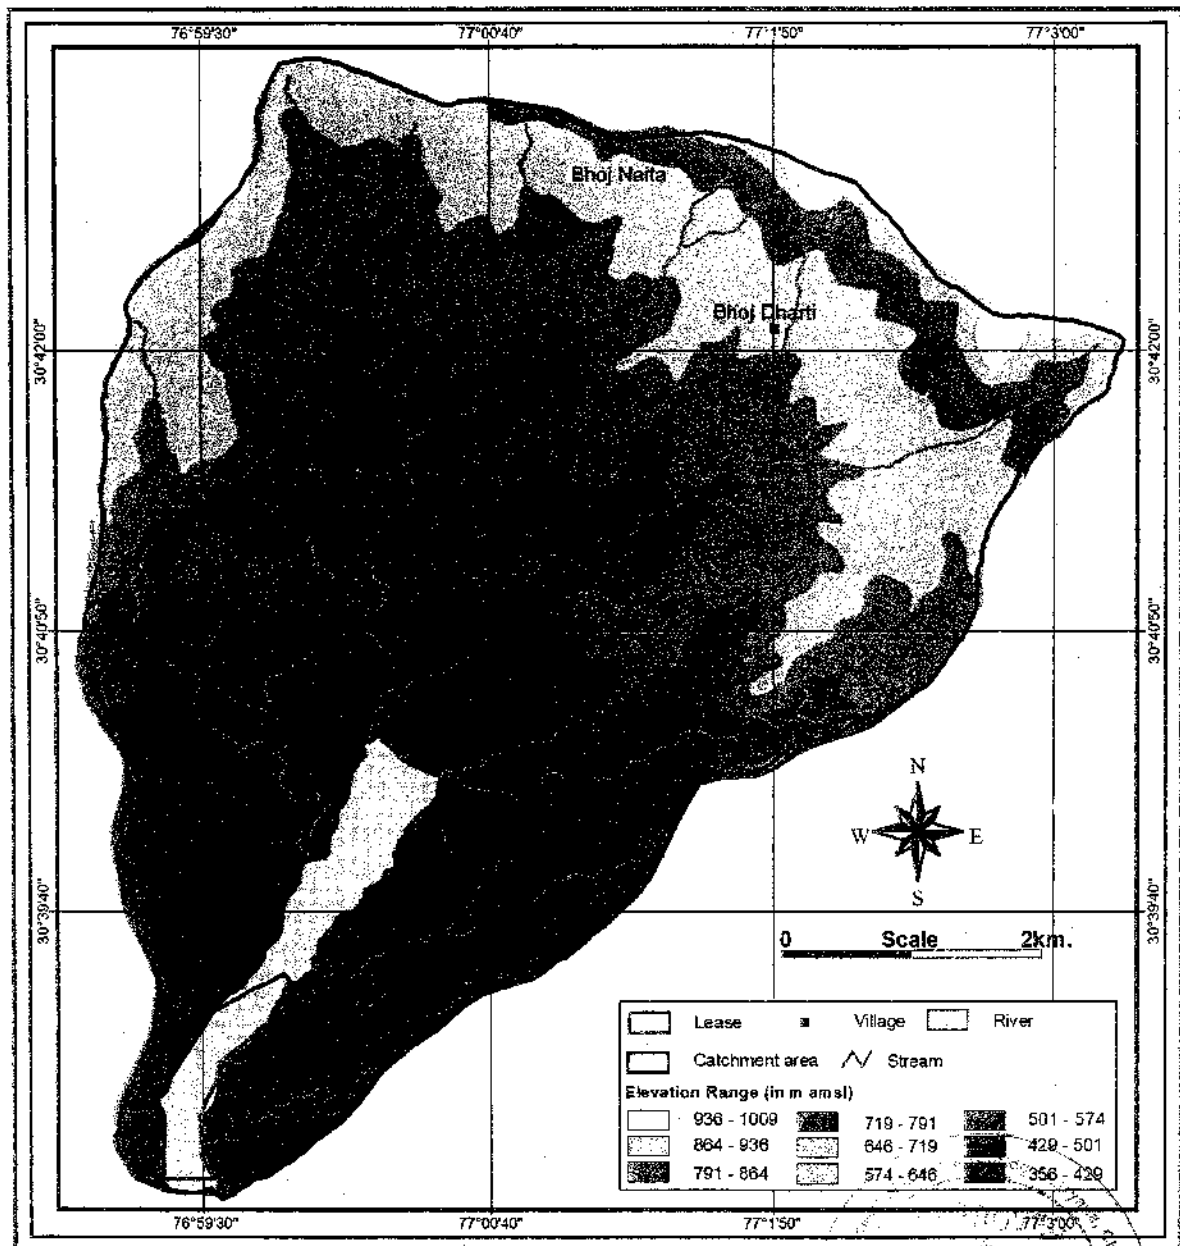 76°59'30" 77°00'40" 77°1'50" 77°3'00"
Bhoj Naita
Bhoj Dharti
30°42'00" 30°42'00"
30°40'50" 30°40'50"
N
W E
S
30°39'40" 30°39'40"
0 Scale 2km.
Lease Village River
Catchment area Stream
Elevation Range (in m amsl)
936 - 1009 719 - 791 501 - 574
864 - 936 646 - 719 429 - 501
791 - 864 574 - 646 356 - 429
76°59'30" 77°00'40" 77°1'50" 77°3'00"